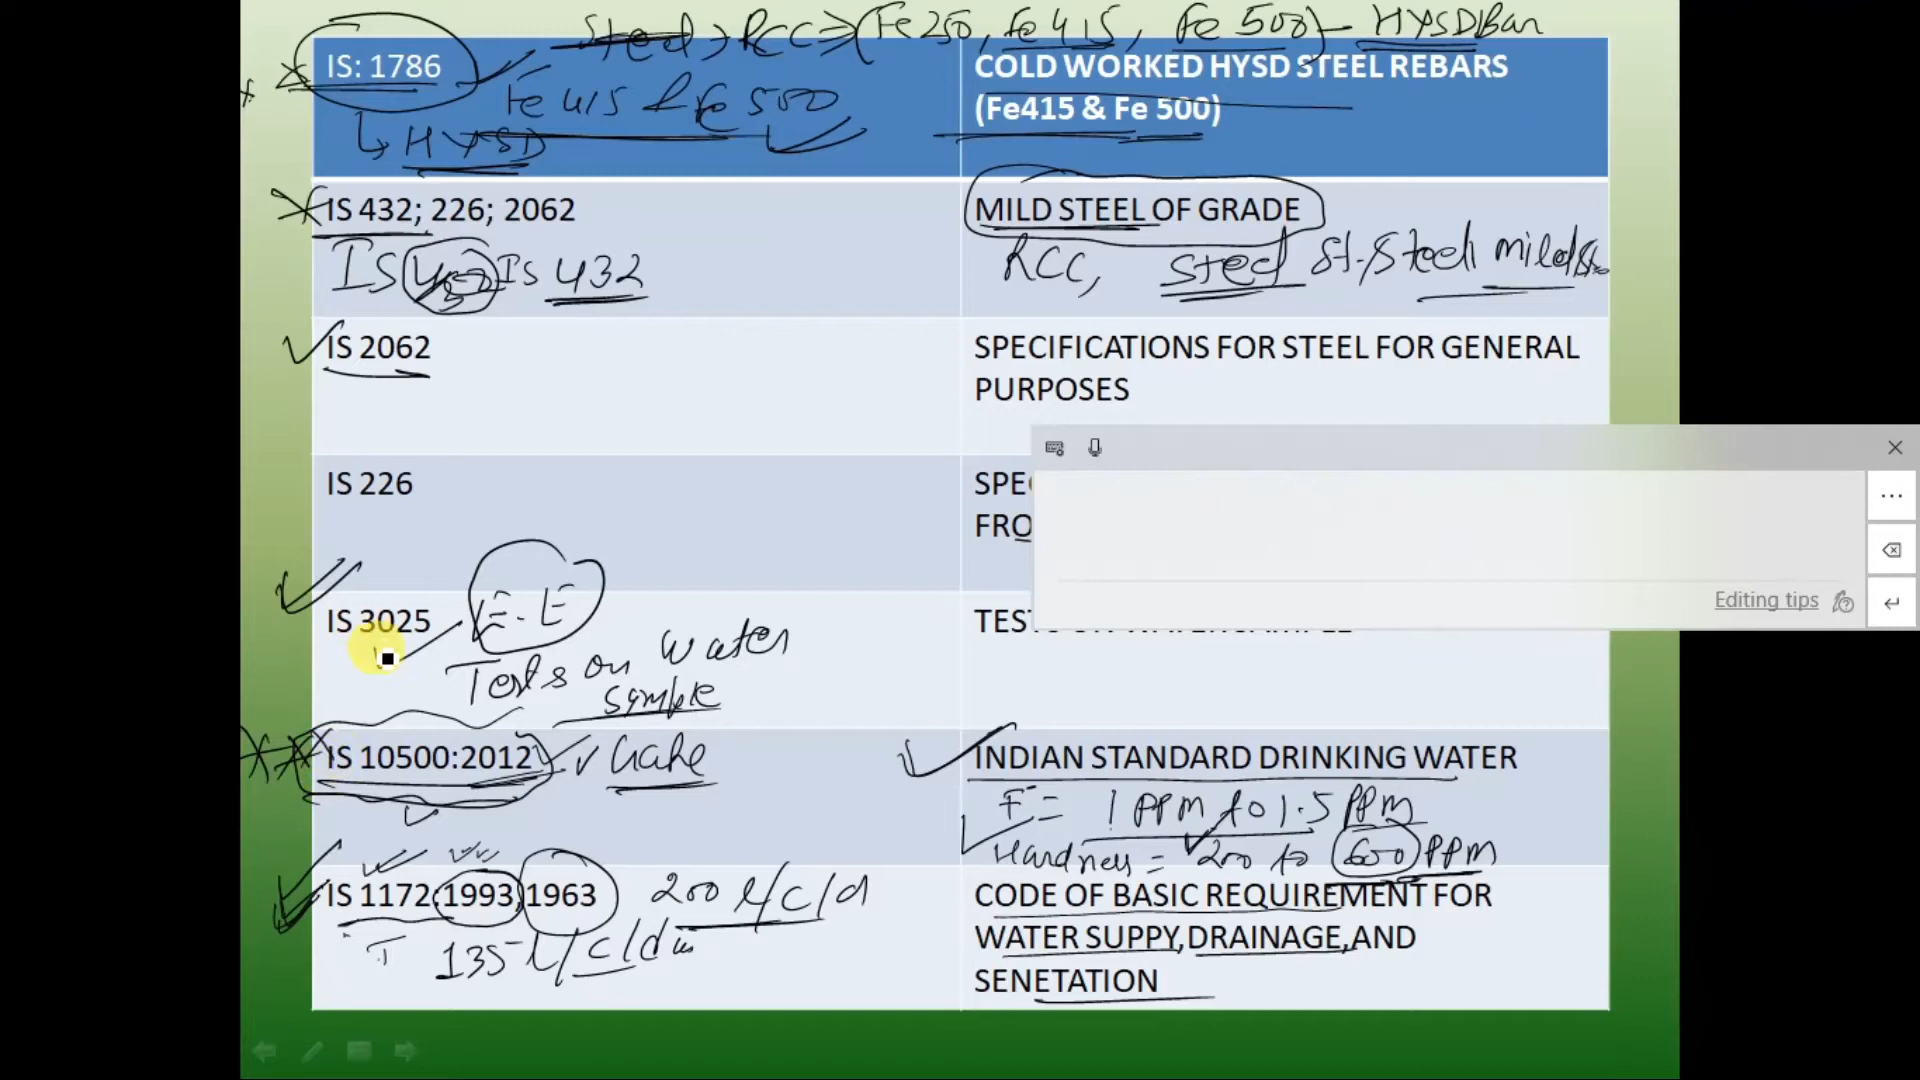 Steel → RCC ⇒ (Fe 250, Fe 415, Fe 500) - HYSD Bar
IS: 1786
Fe 415 & Fe 500
HYSD
COLD WORKED HYSD STEEL REBARS
(Fe415 & Fe 500)
IS 432; 226; 2062
IS IS 432
MILD STEEL OF GRADE
RCC, Steel St. Steel mild
IS 2062
SPECIFICATIONS FOR STEEL FOR GENERAL
PURPOSES
IS 226
IS 3025
E.E
Tests on water
sample
Editing tips
IS 10500:2012
INDIAN STANDARD DRINKING WATER
F = 1 PPM to 1.5 PPM
Hardness = 200 to 600 PPM
IS 1172:1993,1963 200 l/c/d
135 l/c/d
CODE OF BASIC REQUIREMENT FOR
WATER SUPPY,DRAINAGE,AND
SENETATION